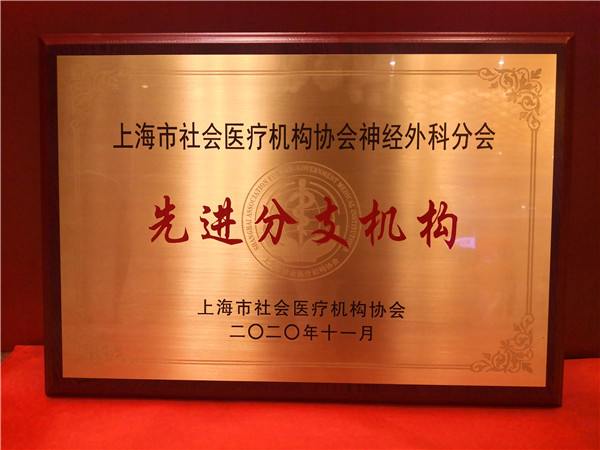 上海市社会医疗机构协会神经外科分会
先进分支机构
上海市社会医疗机构协会
二〇二〇年十一月